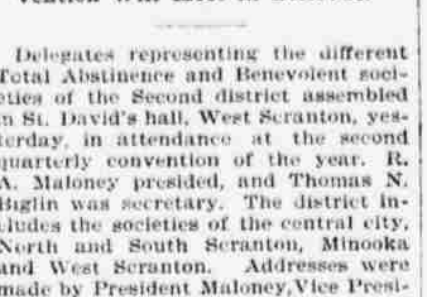 Delegates representing the different
Total Abstinence and Benevolent soci-
eties of the Second district assembled
in St. David's hall, West Scranton, yes-
terday, in attendance at the second
quarterly convention of the year. R.
A. Maloney presided, and Thomas N.
Biglin was secretary. The district in-
cludes the societies of the central city,
North and South Scranton, Minooka
and West Scranton. Addresses were
made by President Maloney, Vice Presi-